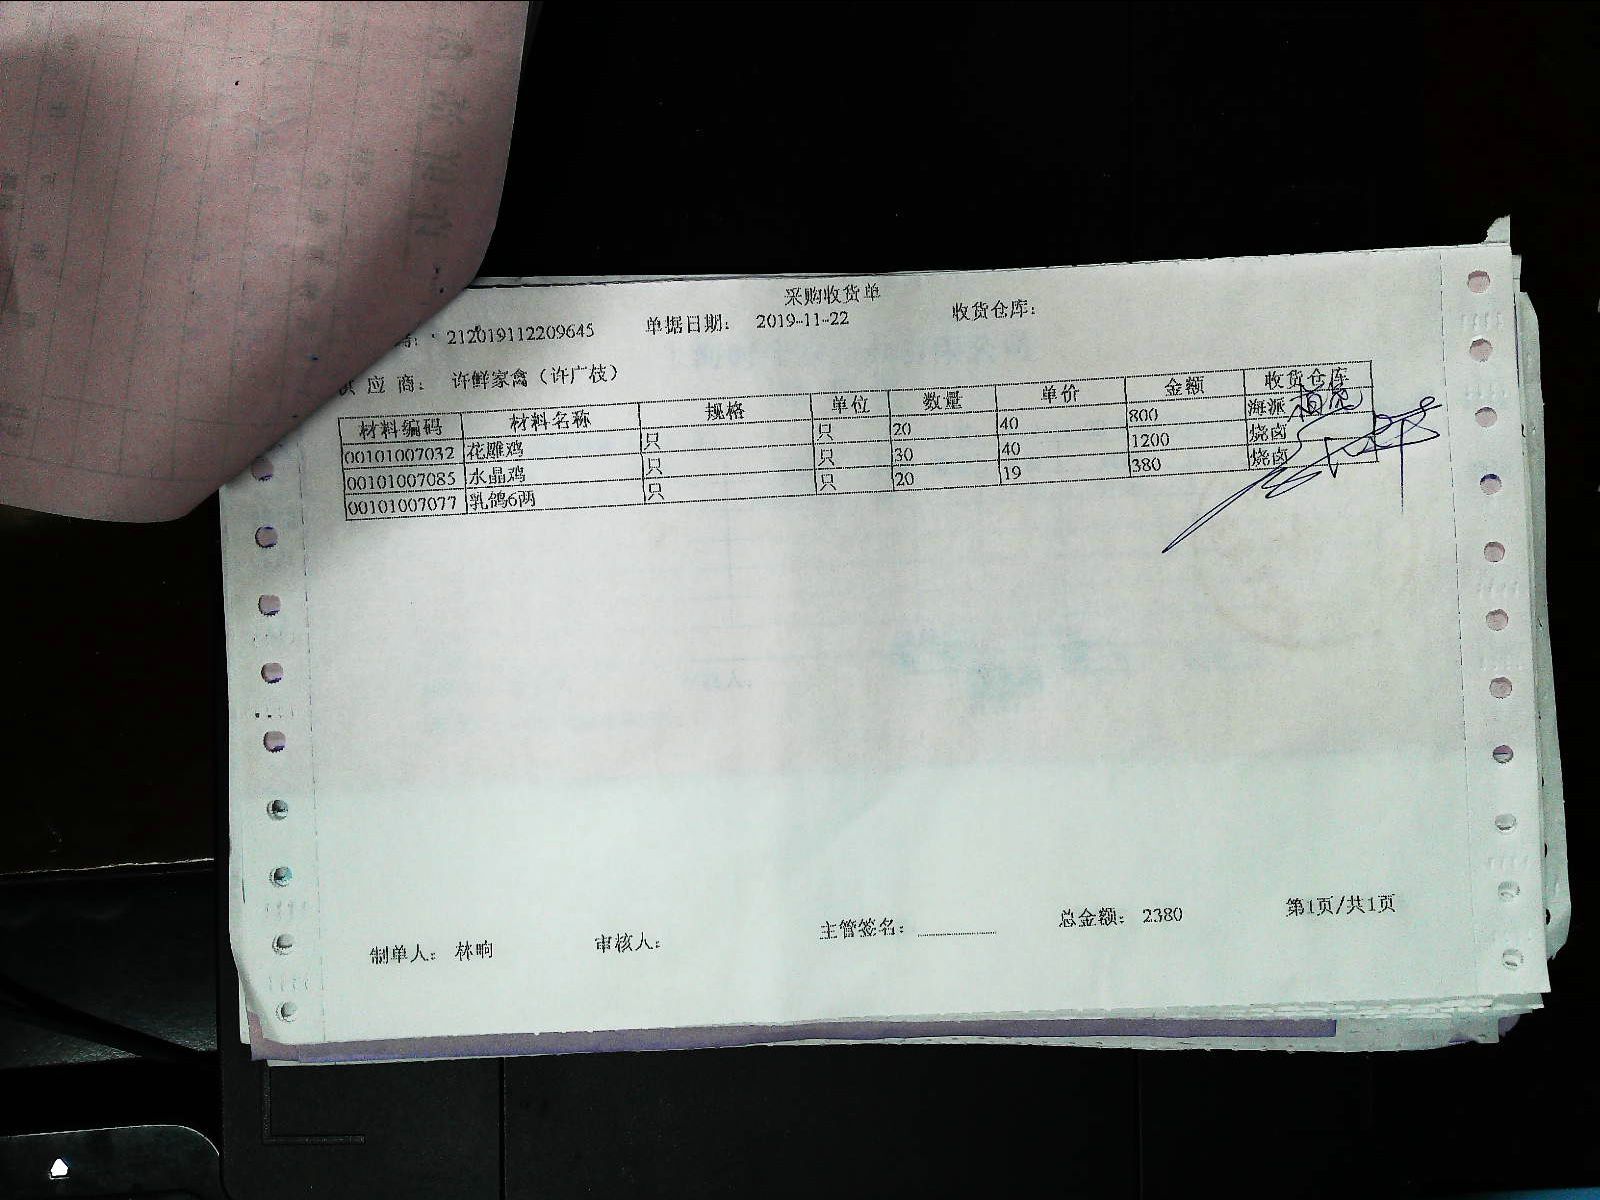 采购收货单
号: 212019112209645 单据日期: 2019-11-22 收货仓库:
供 应 商: 许鲜家禽（许广枝）
材料编码 材料名称 规格 单位 数量 单价 金额 收货仓库
00101007032 花雕鸡 只 只 20 40 800 海派
00101007085 水晶鸡 只 只 30 40 1200 烧卤
00101007077 乳鸽6两 只 只 20 19 380 烧卤
制单人: 林晌 审核人: 主管签名: 总金额: 2380 第1页/共1页